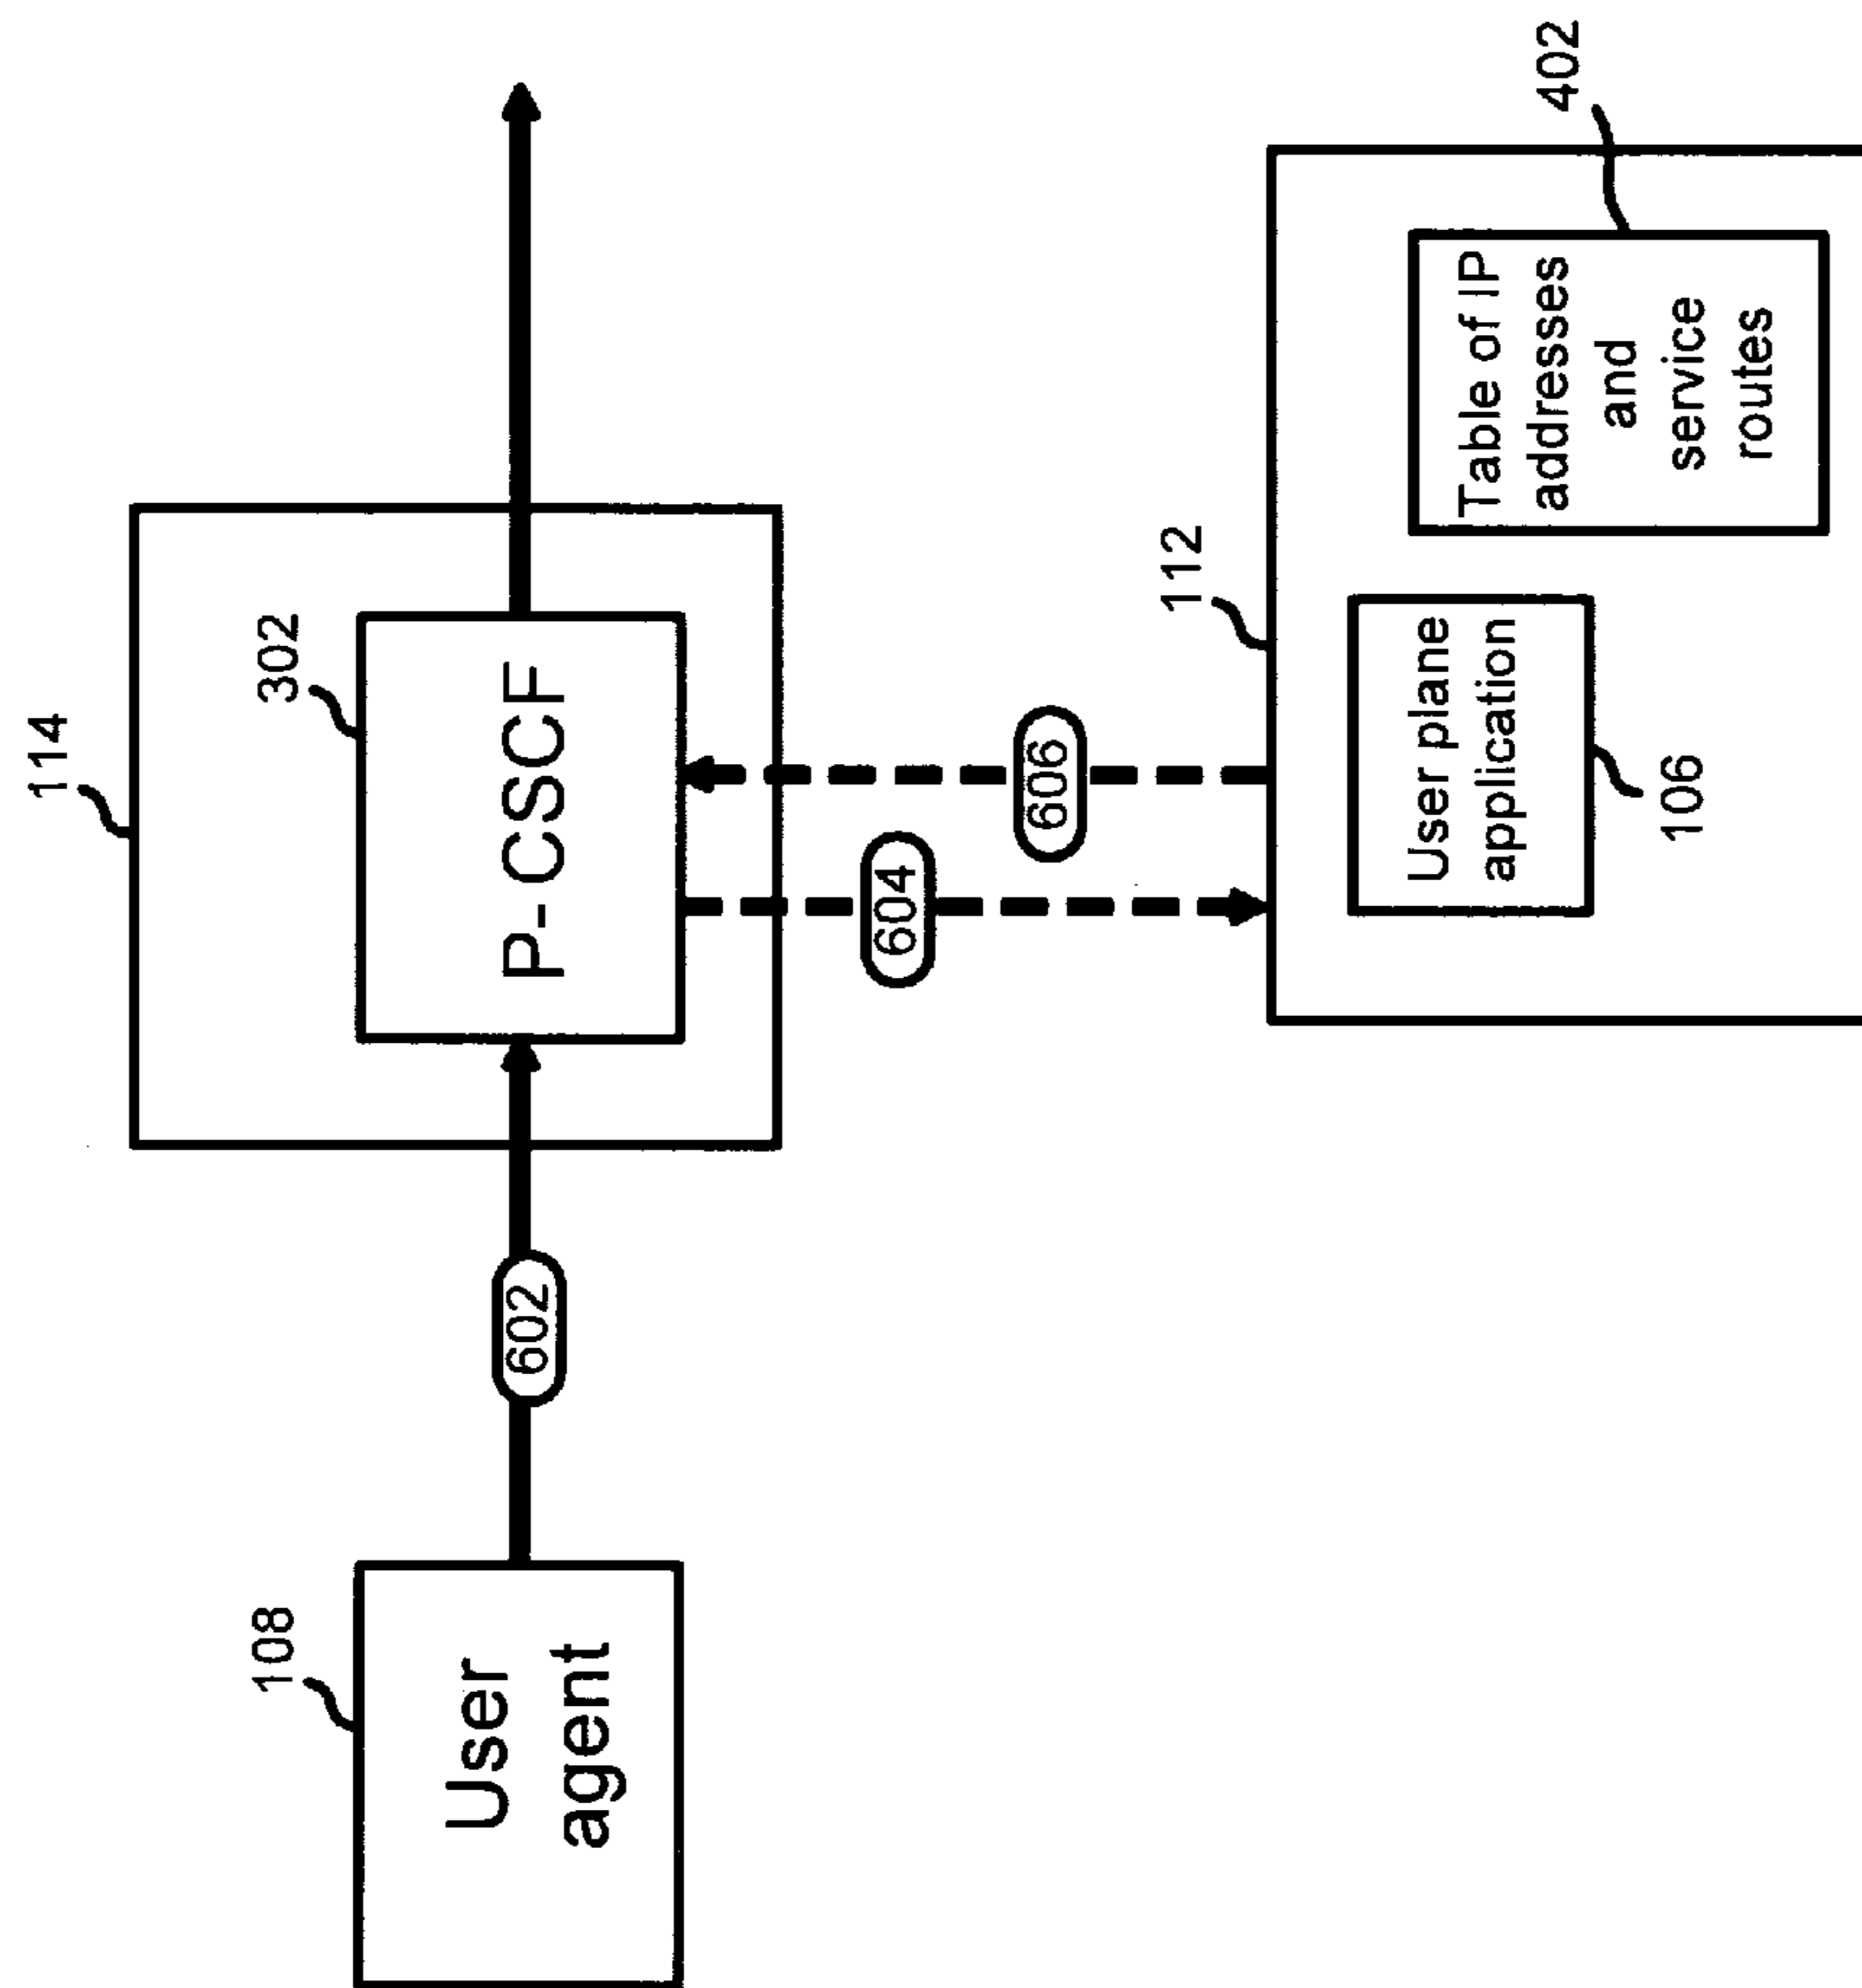 114
302
P-CSCF
108
User
agent
602
604
606
112
402
User plane
application
106
Table of IP
addresses
and
service
routes